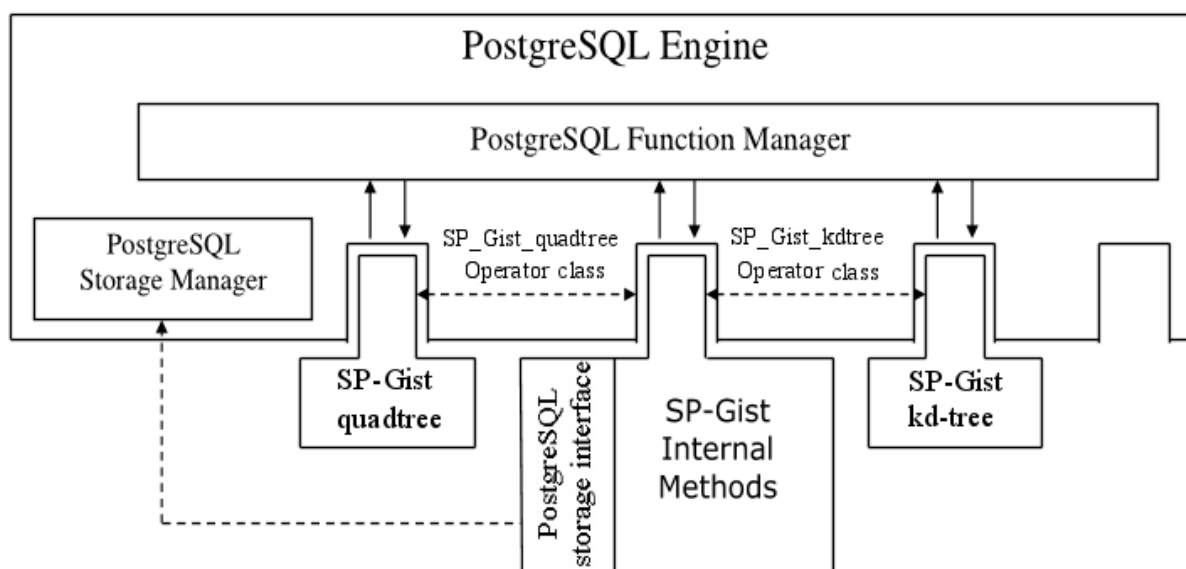 PostgreSQL Engine
PostgreSQL Function Manager
PostgreSQL
Storage Manager
SP_Gist_quadtree
Operator class
SP_Gist_kdtree
Operator class
SP-Gist
quadtree
PostgreSQL
storage interface
SP-Gist
Internal
Methods
SP-Gist
kd-tree